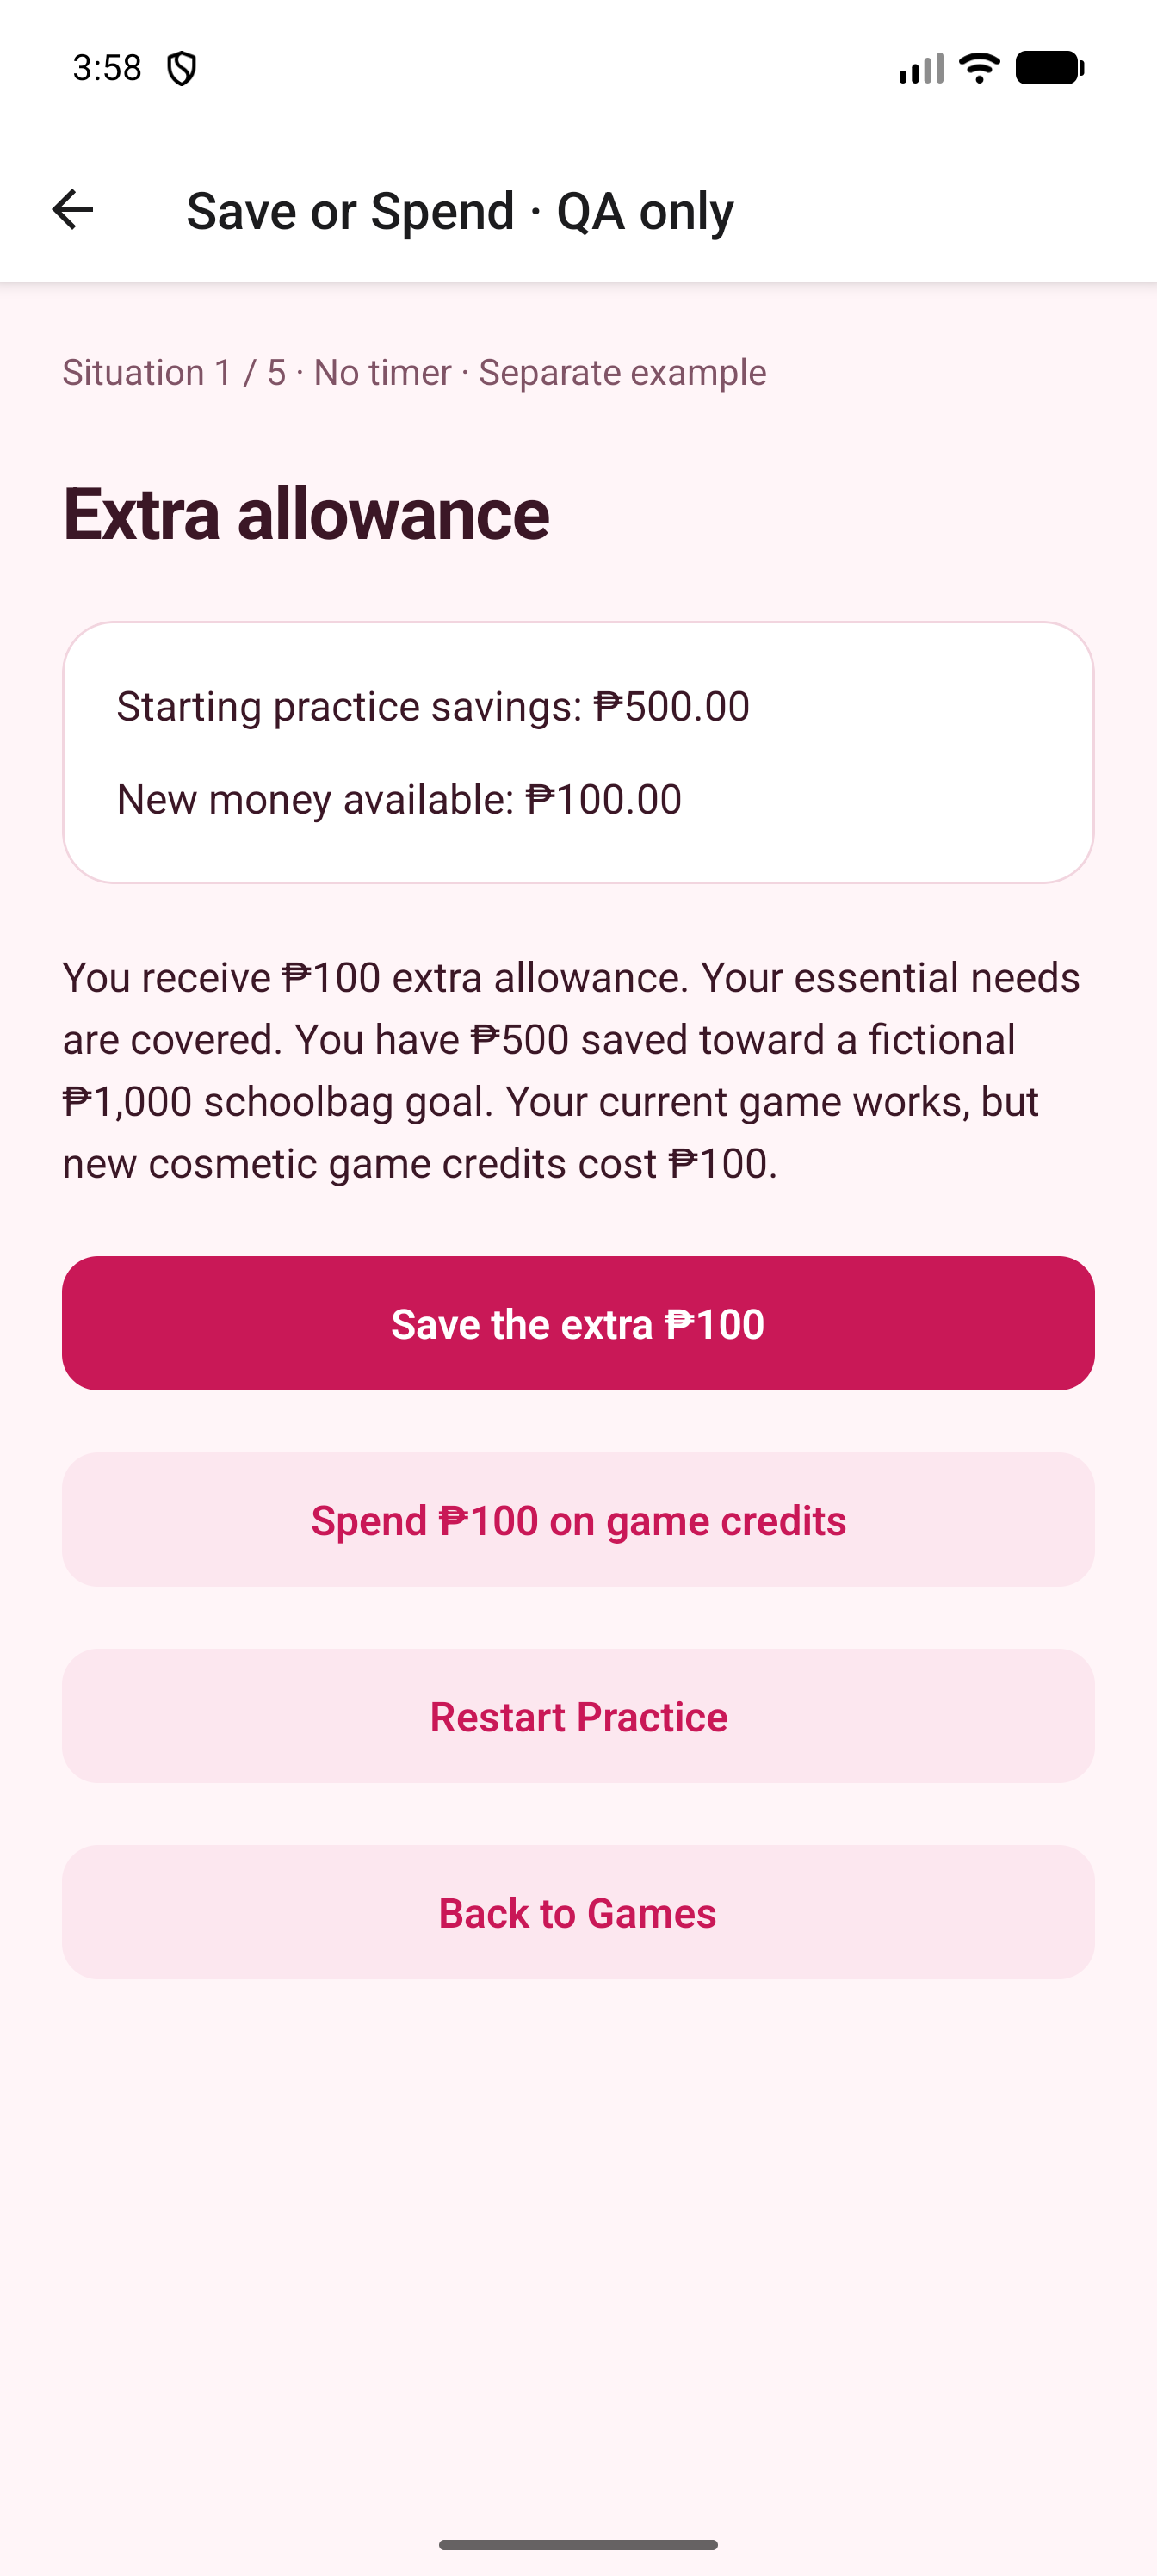 3:58
Save or Spend · QA only
Situation 1 / 5 · No timer · Separate example
Extra allowance
Starting practice savings: ₱500.00
New money available: ₱100.00
You receive ₱100 extra allowance. Your essential needs
are covered. You have ₱500 saved toward a fictional
₱1,000 schoolbag goal. Your current game works, but
new cosmetic game credits cost ₱100.
Save the extra ₱100
Spend ₱100 on game credits
Restart Practice
Back to Games